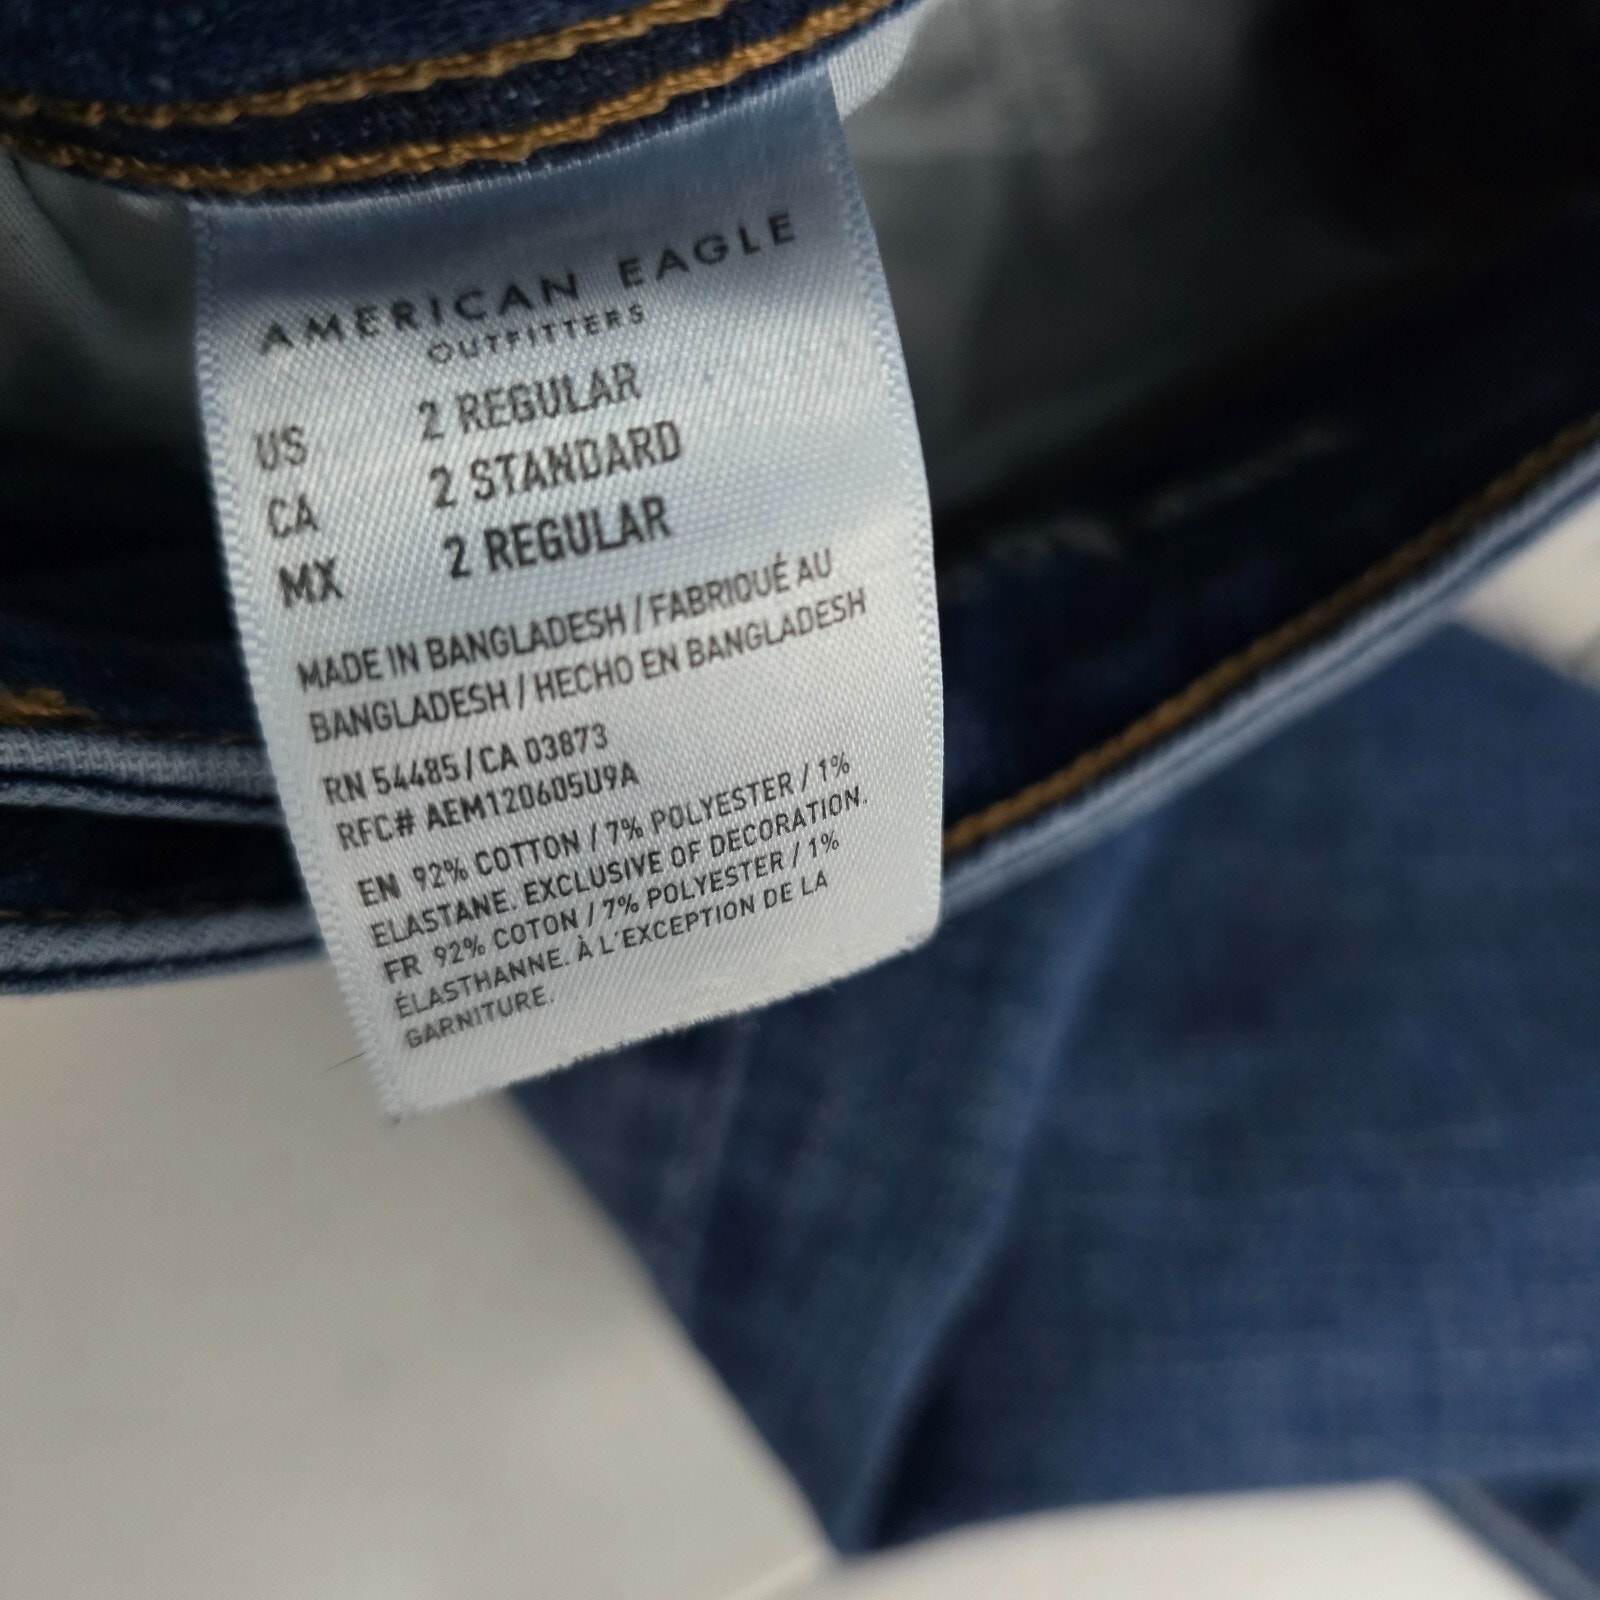 AMERICAN EAGLE
OUTFITTERS
US 2 REGULAR
CA 2 STANDARD
MX 2 REGULAR
MADE IN BANGLADESH / FABRIQUÉ AU
BANGLADESH / HECHO EN BANGLADESH
RN 54485 / CA 03873
RFC# AEM120605U9A
EN 92% COTTON / 7% POLYESTER / 1%
ELASTANE. EXCLUSIVE OF DECORATION.
FR 92% COTON / 7% POLYESTER / 1%
ÉLASTHANNE. À L'EXCEPTION DE LA
GARNITURE.